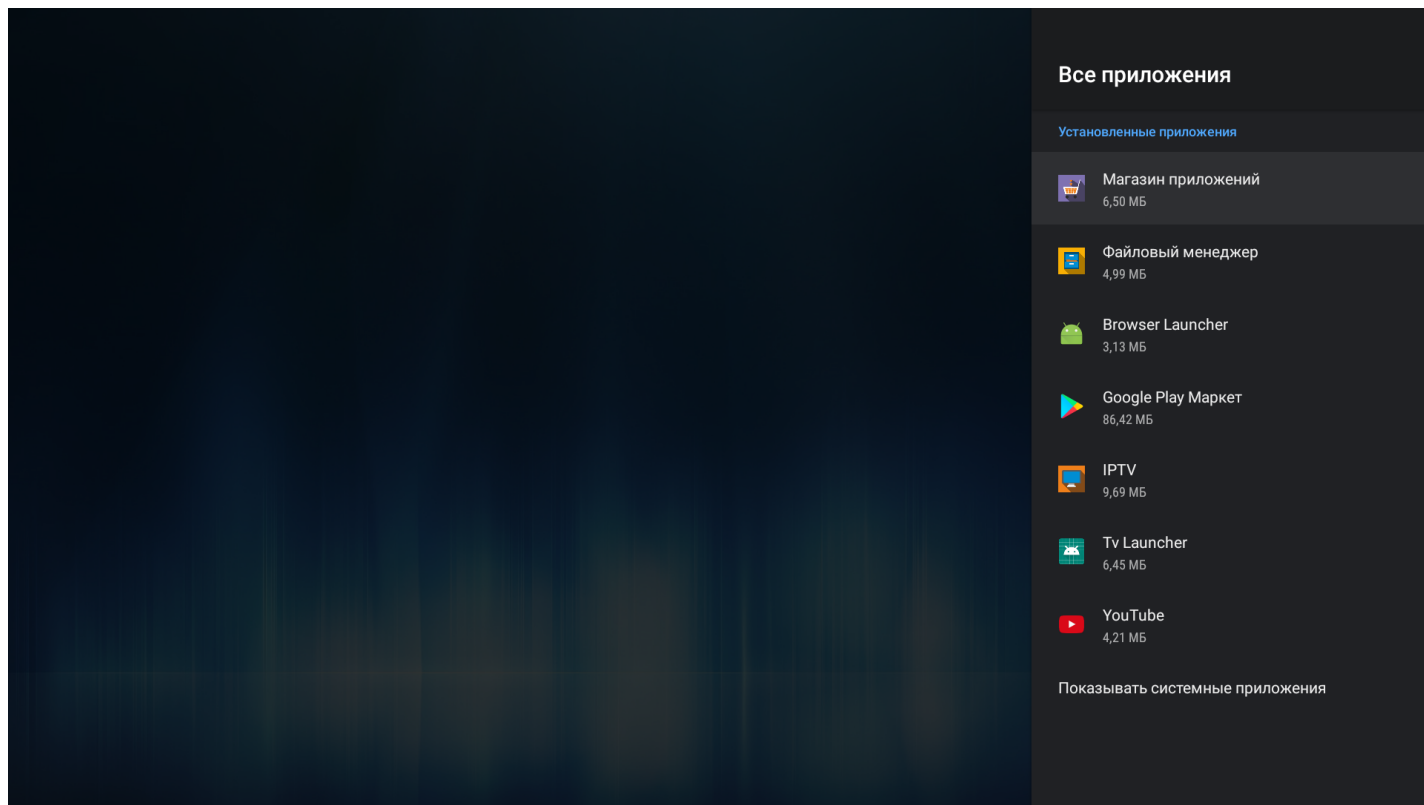 Все приложения
Установленные приложения
Магазин приложений
6,50 МБ
Файловый менеджер
4,99 МБ
Browser Launcher
3,13 МБ
Google Play Маркет
86,42 МБ
IPTV
9,69 МБ
Tv Launcher
6,45 МБ
YouTube
4,21 МБ
Показывать системные приложения